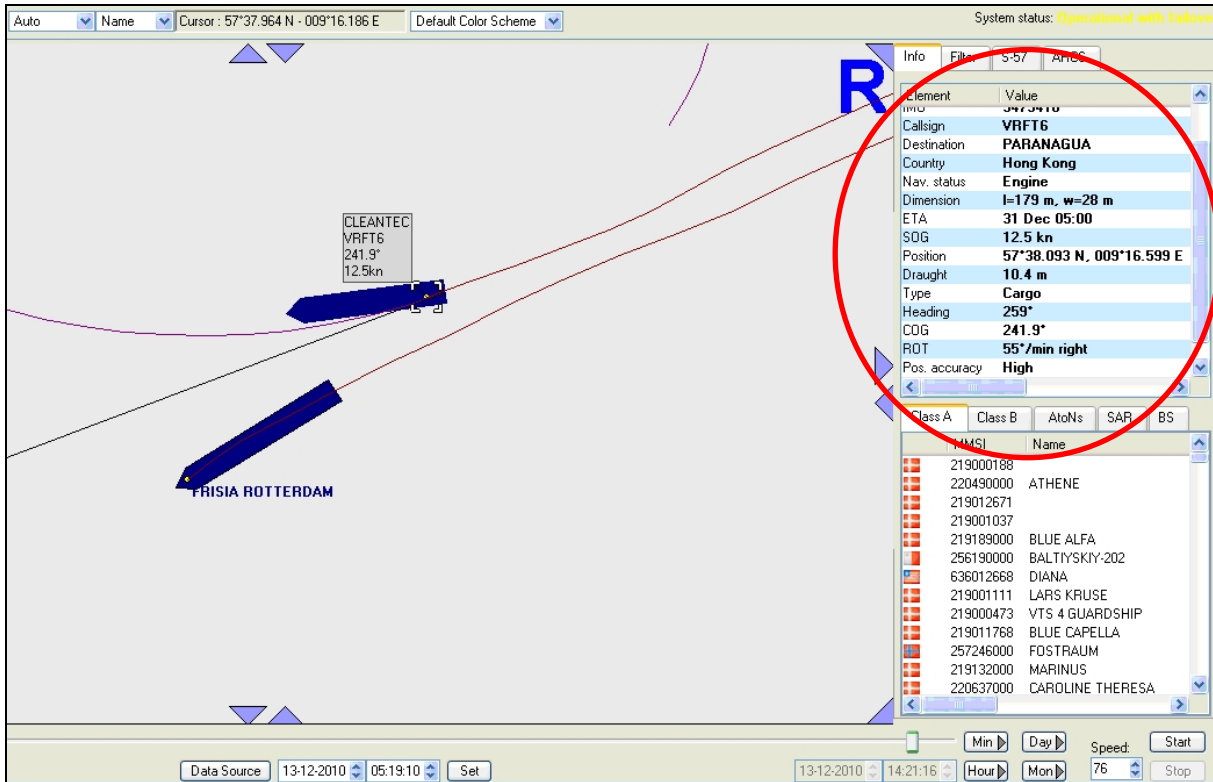 Auto Name Cursor : 57°37.964 N - 009°16.186 E Default Color Scheme System status:
Info Filter S-57
Element Value
Callsign VRFT6
Destination PARANAGUA
Country Hong Kong
Nav. status Engine
Dimension l=179 m, w=28 m
ETA 31 Dec 05:00
SOG 12.5 kn
Position 57°38.093 N, 009°16.599 E
Draught 10.4 m
Type Cargo
Heading 259°
COG 241.9°
ROT 55°/min right
Pos. accuracy High
R
CLEANTEC
VRFT6
241.9°
12.5kn
FRISIA ROTTERDAM
Class A Class B AtoNs SAR BS
MMSI Name
219000188
220490000 ATHENE
219012671
219001037
219189000 BLUE ALFA
256190000 BALTIYSKIY-202
636012668 DIANA
219001111 LARS KRUSE
219000473 VTS 4 GUARDSHIP
219011768 BLUE CAPELLA
257246000 FOSTRAUM
219132000 MARINUS
220637000 CAROLINE THERESA
Min Day Speed: Start
Data Source 13-12-2010 05:19:10 Set 13-12-2010 14:21:16 Hour Mon 76 Stop